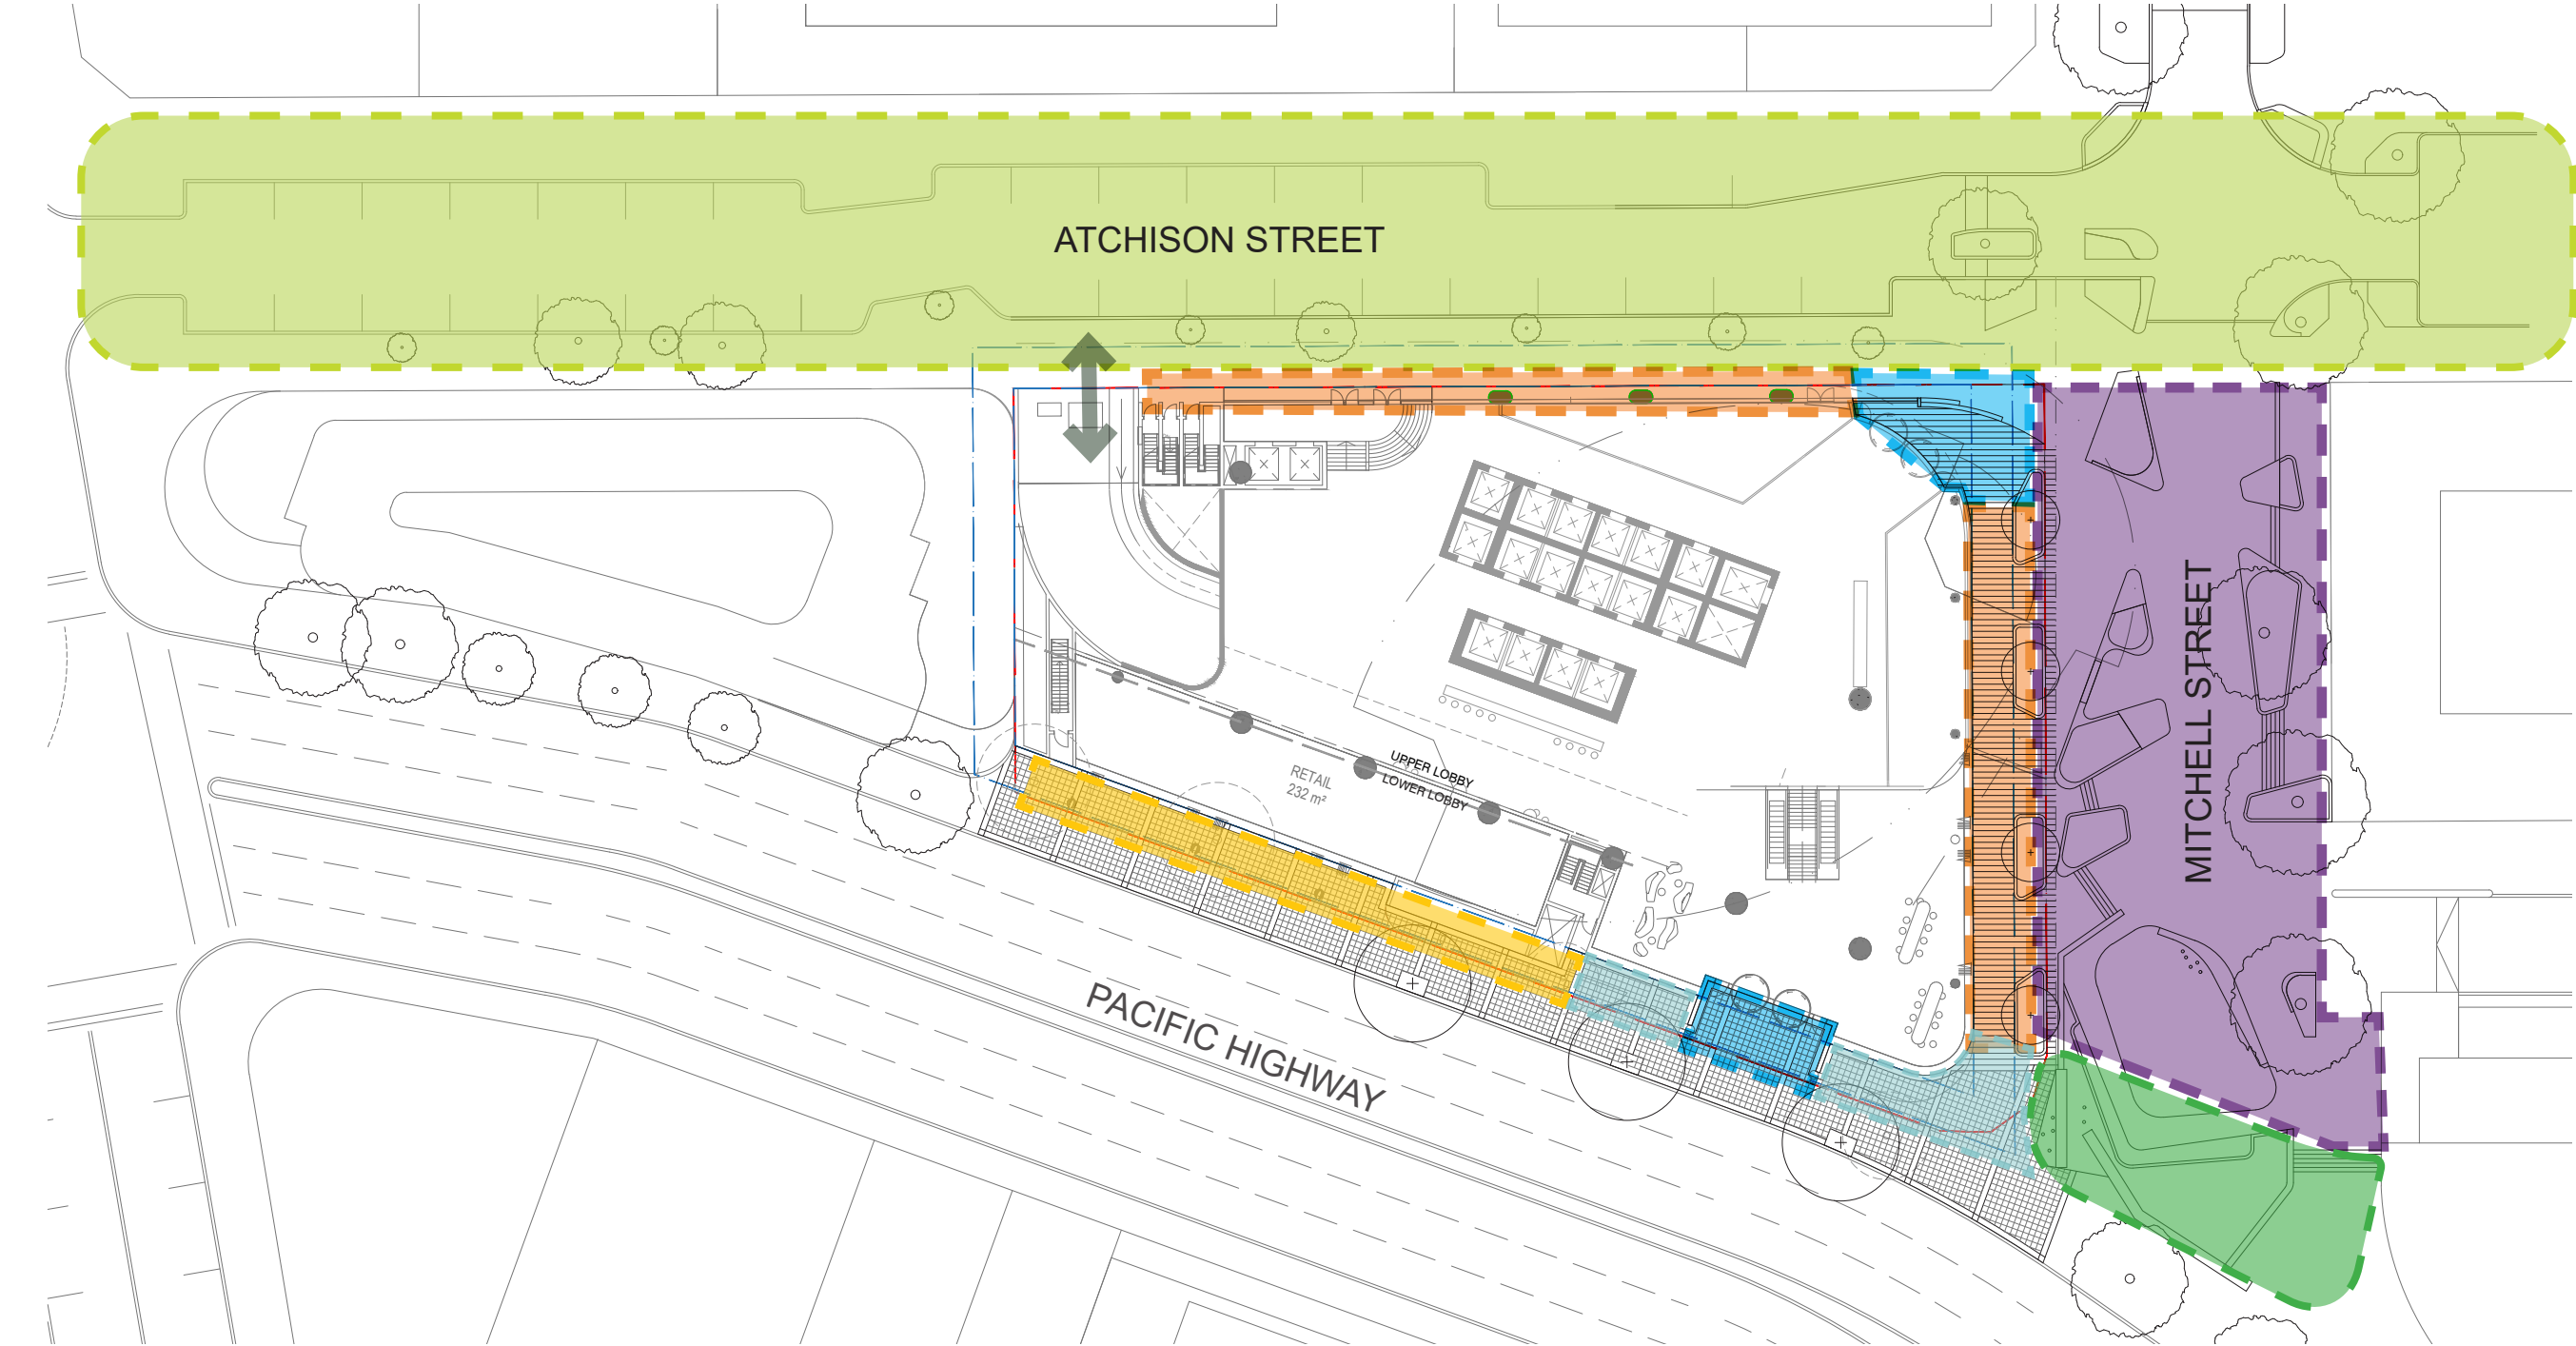 ATCHISON STREET
MITCHELL STREET
UPPER LOBBY
LOWER LOBBY
RETAIL
232 m²
PACIFIC HIGHWAY